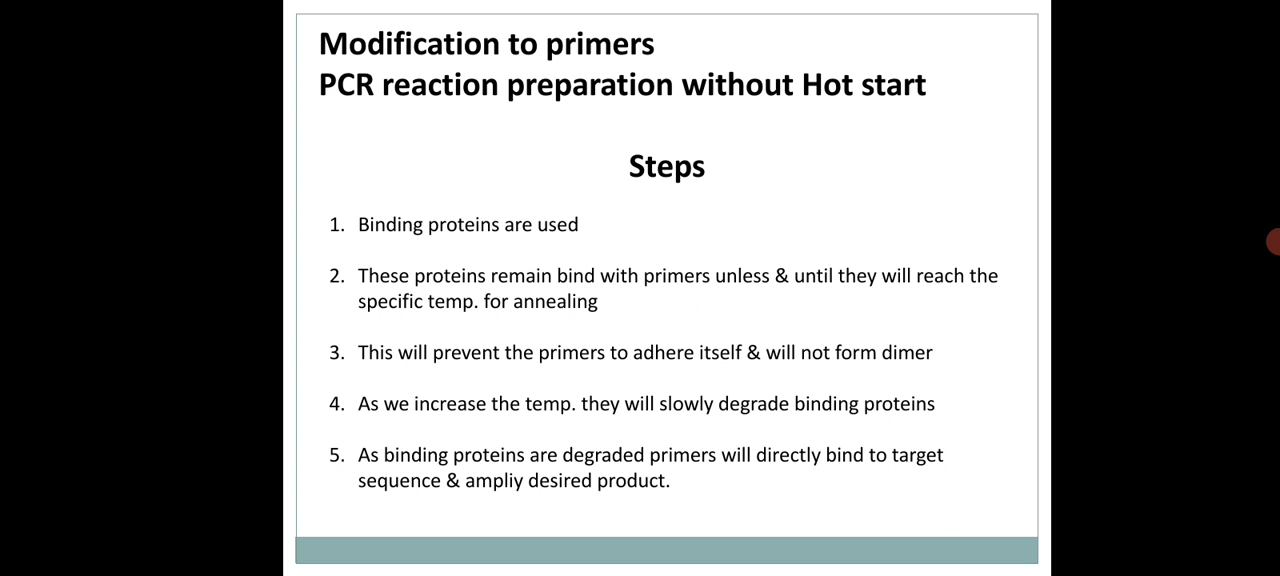 Modification to primers
PCR reaction preparation without Hot start
Steps
1. Binding proteins are used
2. These proteins remain bind with primers unless & until they will reach the
specific temp. for annealing
3. This will prevent the primers to adhere itself & will not form dimer
4. As we increase the temp. they will slowly degrade binding proteins
5. As binding proteins are degraded primers will directly bind to target
sequence & ampliy desired product.